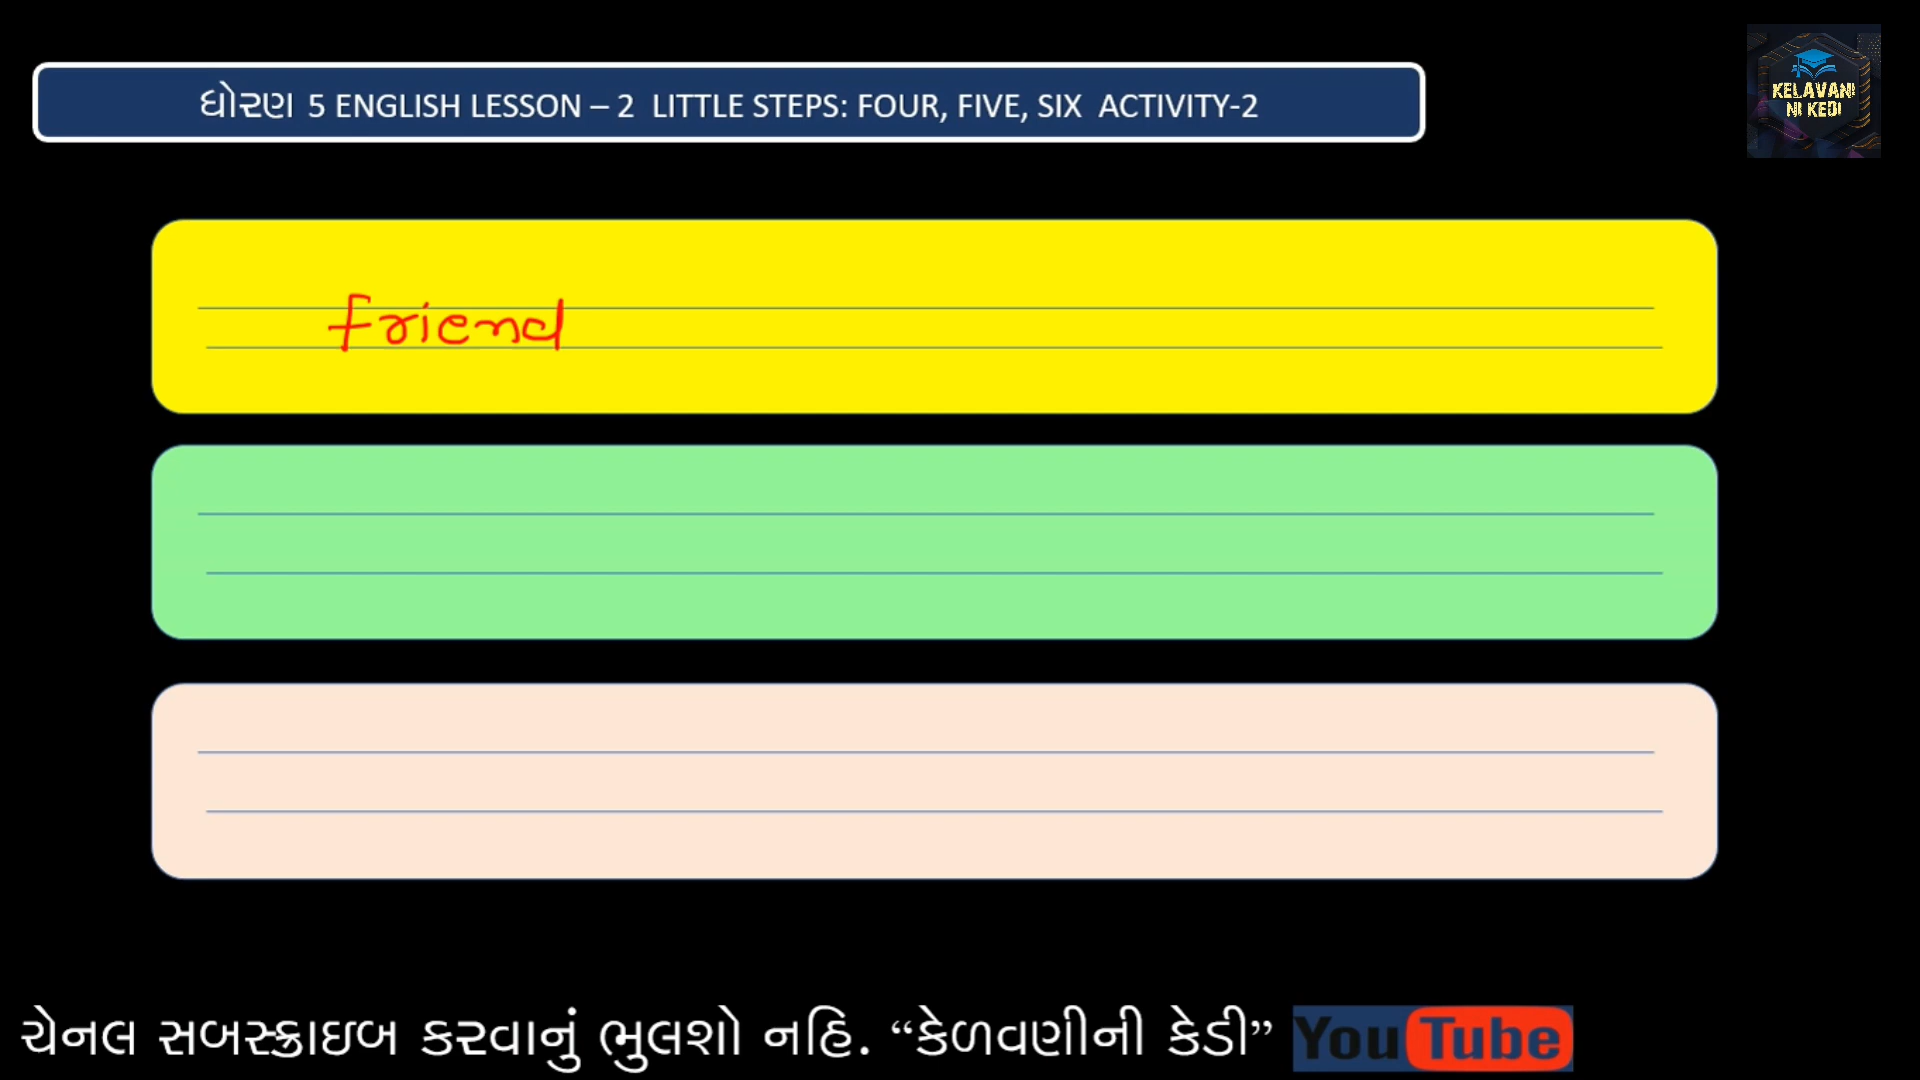 ધોરણ 5 ENGLISH LESSON – 2 LITTLE STEPS: FOUR, FIVE, SIX ACTIVITY-2
KELAVANI
NI KEDI
friend
ચેનલ સબસ્ક્રાઇબ કરવાનું ભુલશો નહિ. “કેળવણીની કેડી” YouTube